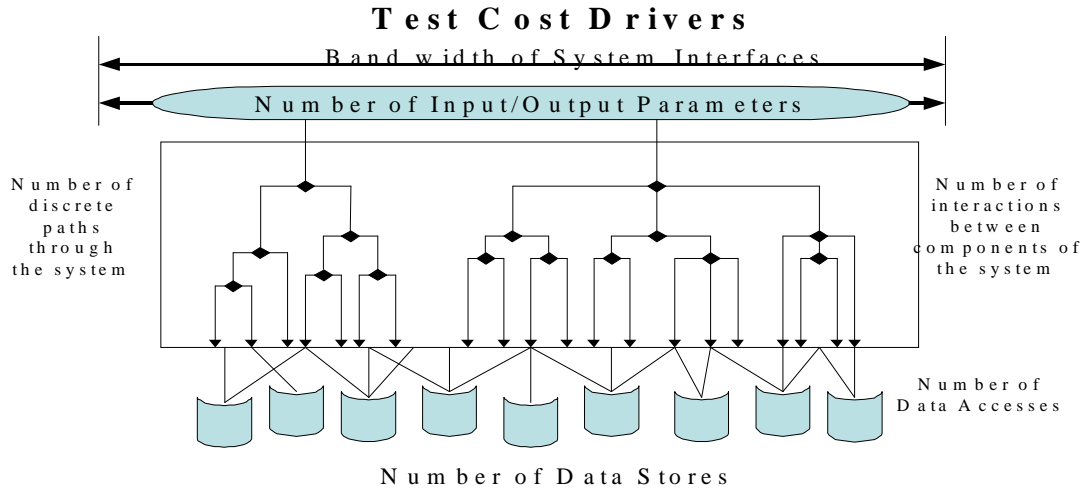 Test Cost Drivers
Band width of System Interfaces
Number of Input/Output Parameters
Number of
discrete
paths
through
the system
Number of
interactions
between
components of
the system
Number of
Data Accesses
Number of Data Stores